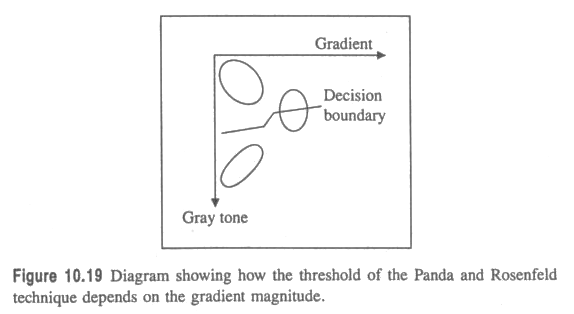 Gradient
Decision
boundary
Gray tone
Figure 10.19 Diagram showing how the threshold of the Panda and Rosenfeld
technique depends on the gradient magnitude.